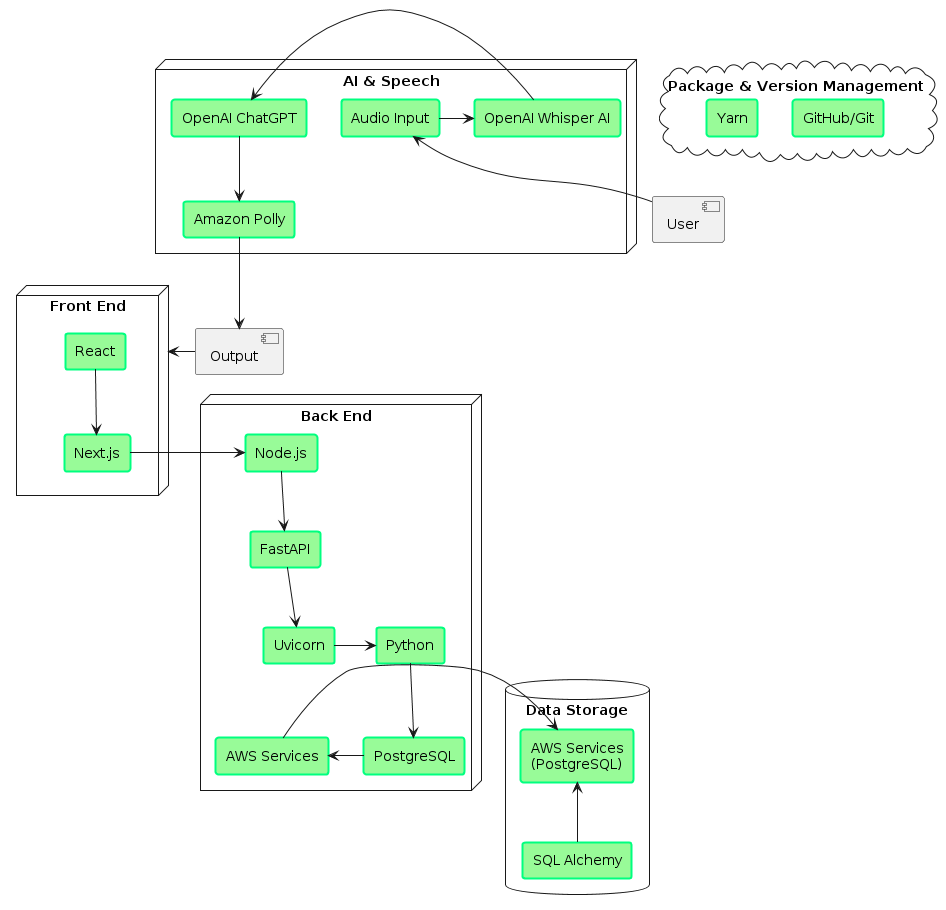 AI & Speech
OpenAI ChatGPT
Audio Input
OpenAI Whisper AI
Amazon Polly
Package & Version Management
Yarn
GitHub/Git
User
Front End
React
Next.js
Output
Back End
Node.js
FastAPI
Uvicorn
Python
AWS Services
PostgreSQL
Data Storage
AWS Services
(PostgreSQL)
SQL Alchemy